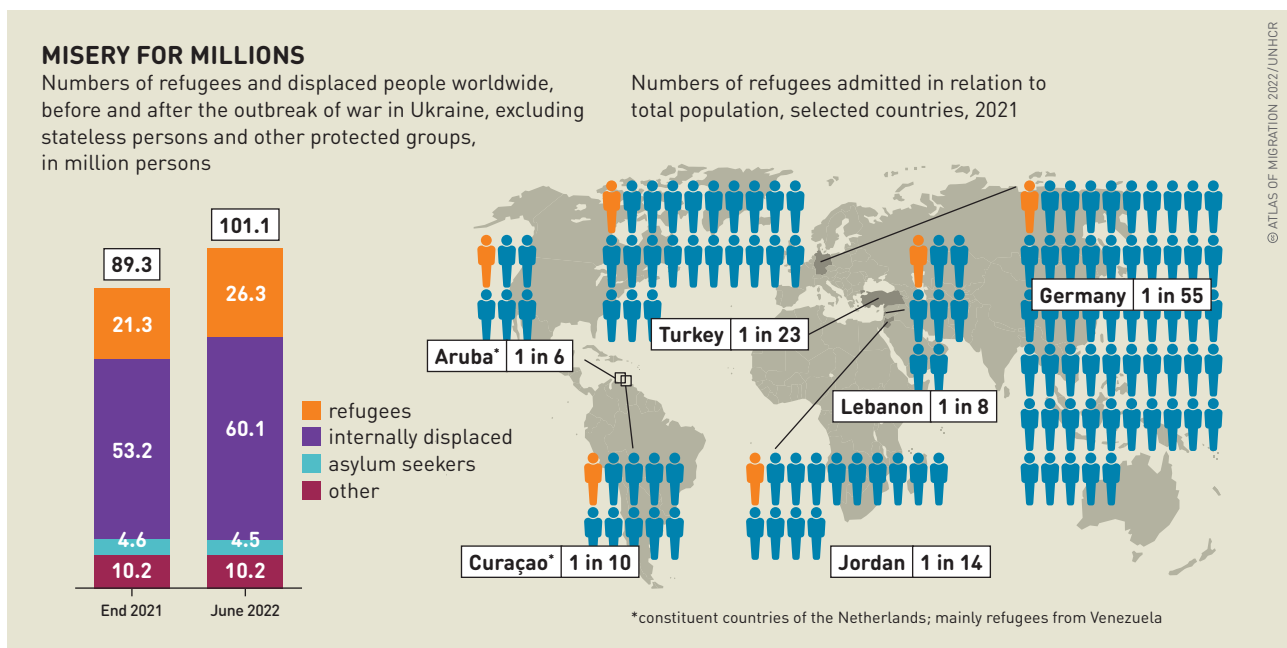 MISERY FOR MILLIONS
Numbers of refugees and displaced people worldwide,
before and after the outbreak of war in Ukraine, excluding
stateless persons and other protected groups,
in million persons
89.3
21.3
53.2
4.6
10.2
End 2021
101.1
26.3
60.1
4.5
10.2
June 2022
refugees
internally displaced
asylum seekers
other
Numbers of refugees admitted in relation to
total population, selected countries, 2021
Aruba* 1 in 6
Turkey 1 in 23
Germany 1 in 55
Lebanon 1 in 8
Curaçao* 1 in 10
Jordan 1 in 14
*constituent countries of the Netherlands; mainly refugees from Venezuela
© ATLAS OF MIGRATION 2022/UNHCR